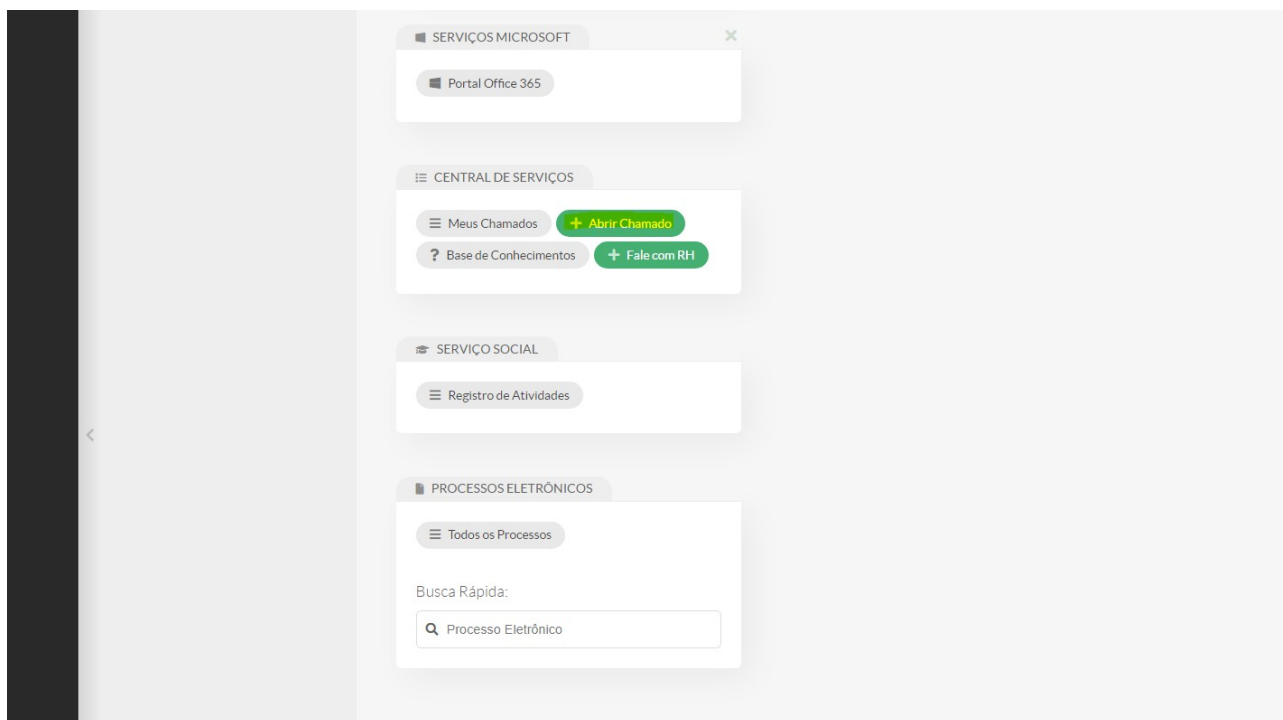 SERVIÇOS MICROSOFT
Portal Office 365
CENTRAL DE SERVIÇOS
Meus Chamados
Abrir Chamado
Base de Conhecimentos
Fale com RH
SERVIÇO SOCIAL
Registro de Atividades
PROCESSOS ELETRÔNICOS
Todos os Processos
Busca Rápida:
Processo Eletrônico